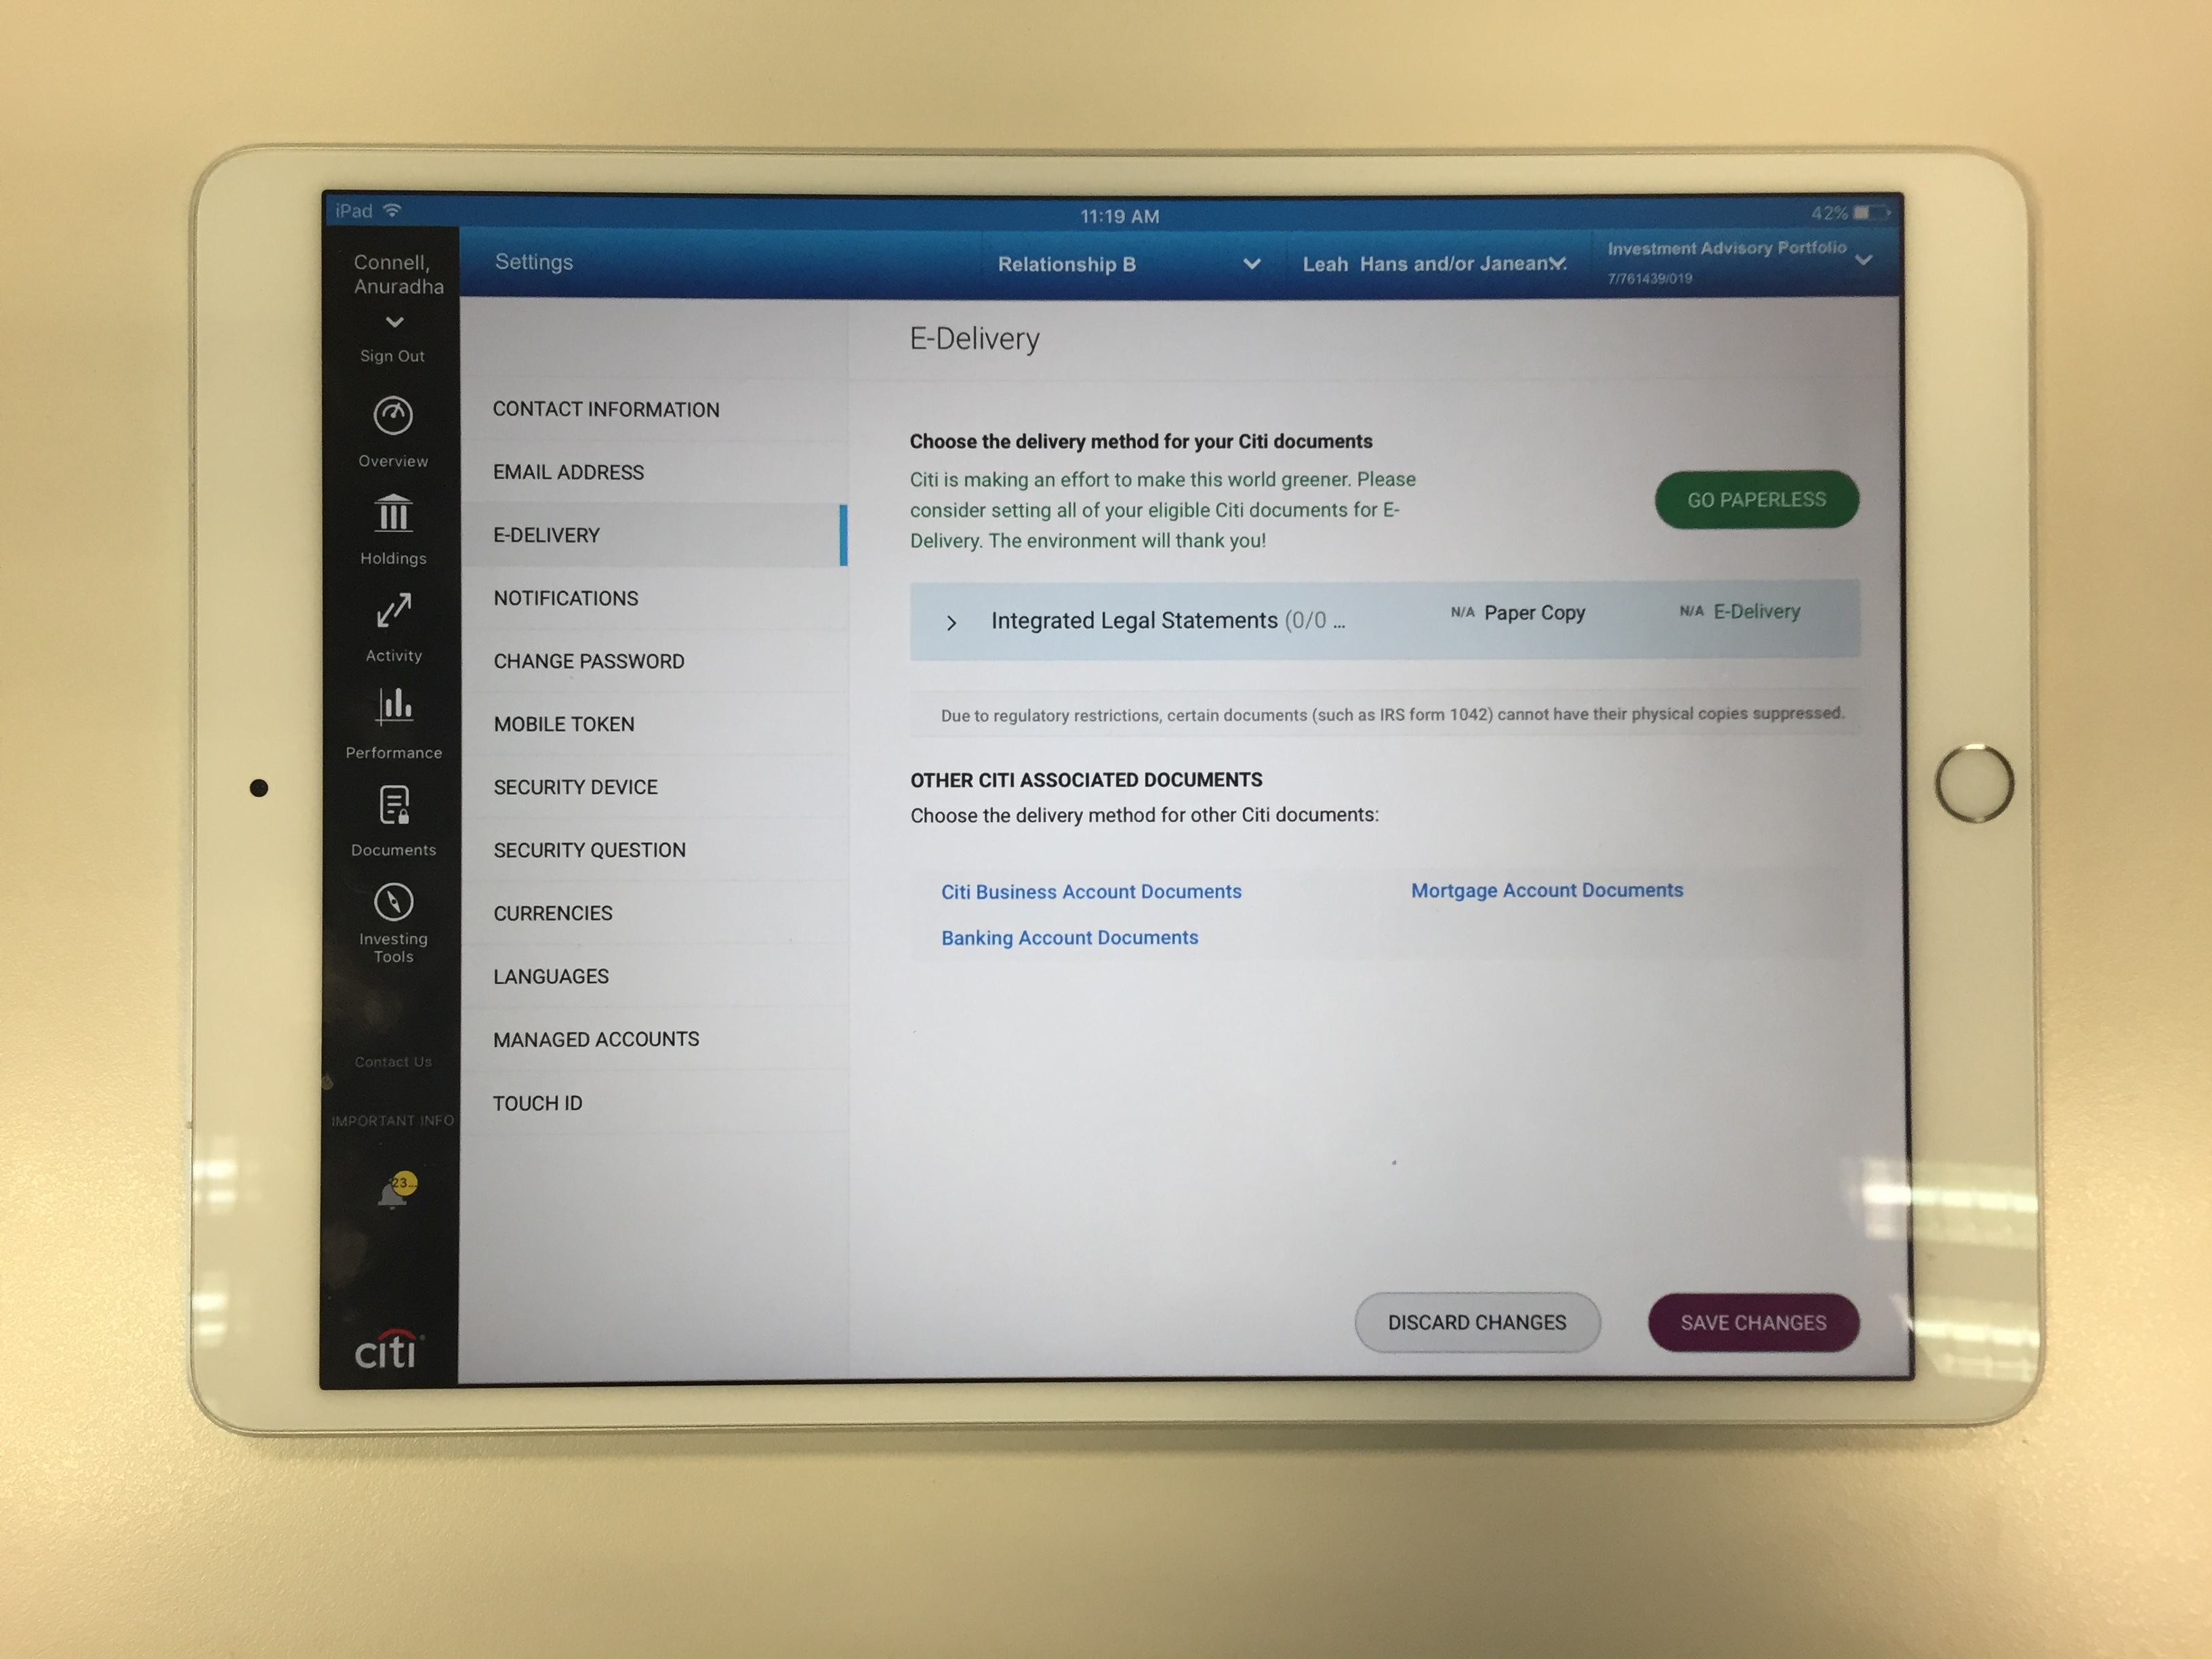 iPad
11:19 AM
42%
Connell,
Anuradha
Sign Out
Overview
Holdings
Activity
Performance
Documents
Investing
Tools
Contact Us
IMPORTANT INFO
23...
citi
Settings
Relationship B
Leah Hans and/or Janean
Investment Advisory Portfolio
7/761439/019
CONTACT INFORMATION
EMAIL ADDRESS
E-DELIVERY
NOTIFICATIONS
CHANGE PASSWORD
MOBILE TOKEN
SECURITY DEVICE
SECURITY QUESTION
CURRENCIES
LANGUAGES
MANAGED ACCOUNTS
TOUCH ID
E-Delivery
Choose the delivery method for your Citi documents
Citi is making an effort to make this world greener. Please
consider setting all of your eligible Citi documents for E-
Delivery. The environment will thank you!
GO PAPERLESS
Integrated Legal Statements (0/0 ...
N/A Paper Copy
N/A E-Delivery
Due to regulatory restrictions, certain documents (such as IRS form 1042) cannot have their physical copies suppressed.
OTHER CITI ASSOCIATED DOCUMENTS
Choose the delivery method for other Citi documents:
Citi Business Account Documents
Mortgage Account Documents
Banking Account Documents
DISCARD CHANGES
SAVE CHANGES